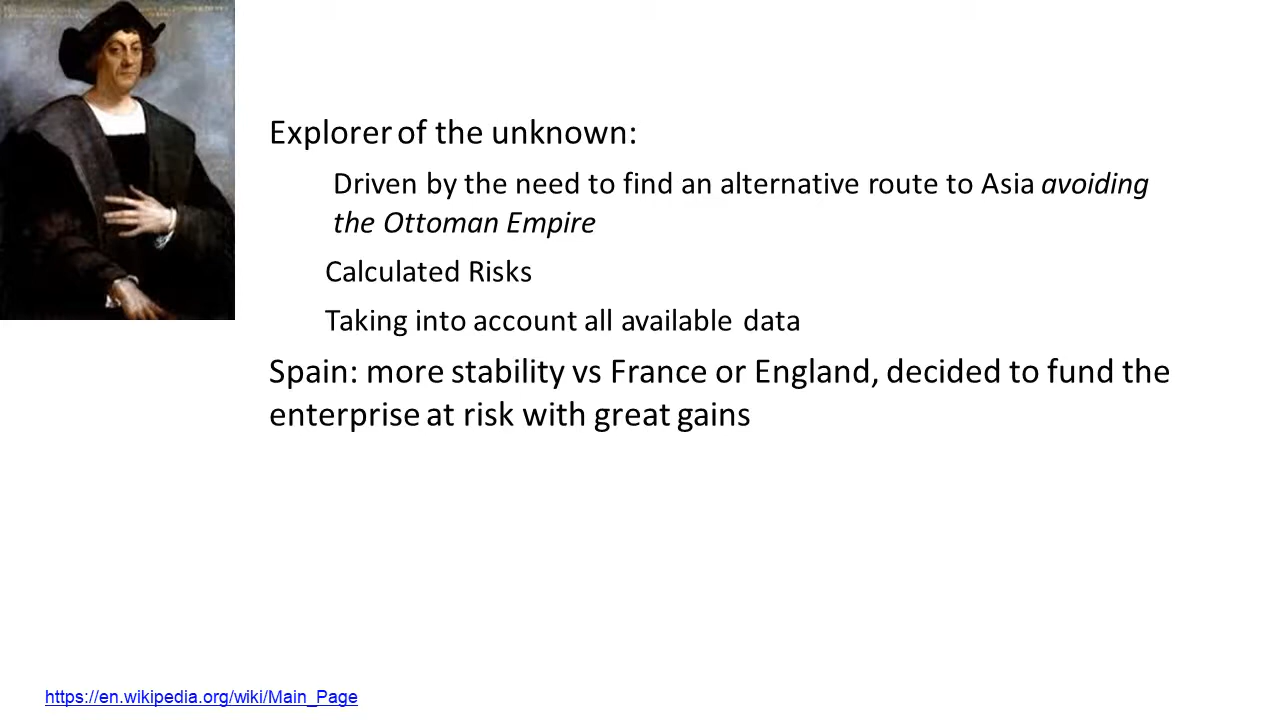 Explorer of the unknown:
Driven by the need to find an alternative route to Asia avoiding
the Ottoman Empire
Calculated Risks
Taking into account all available data
Spain: more stability vs France or England, decided to fund the
enterprise at risk with great gains
https://en.wikipedia.org/wiki/Main_Page